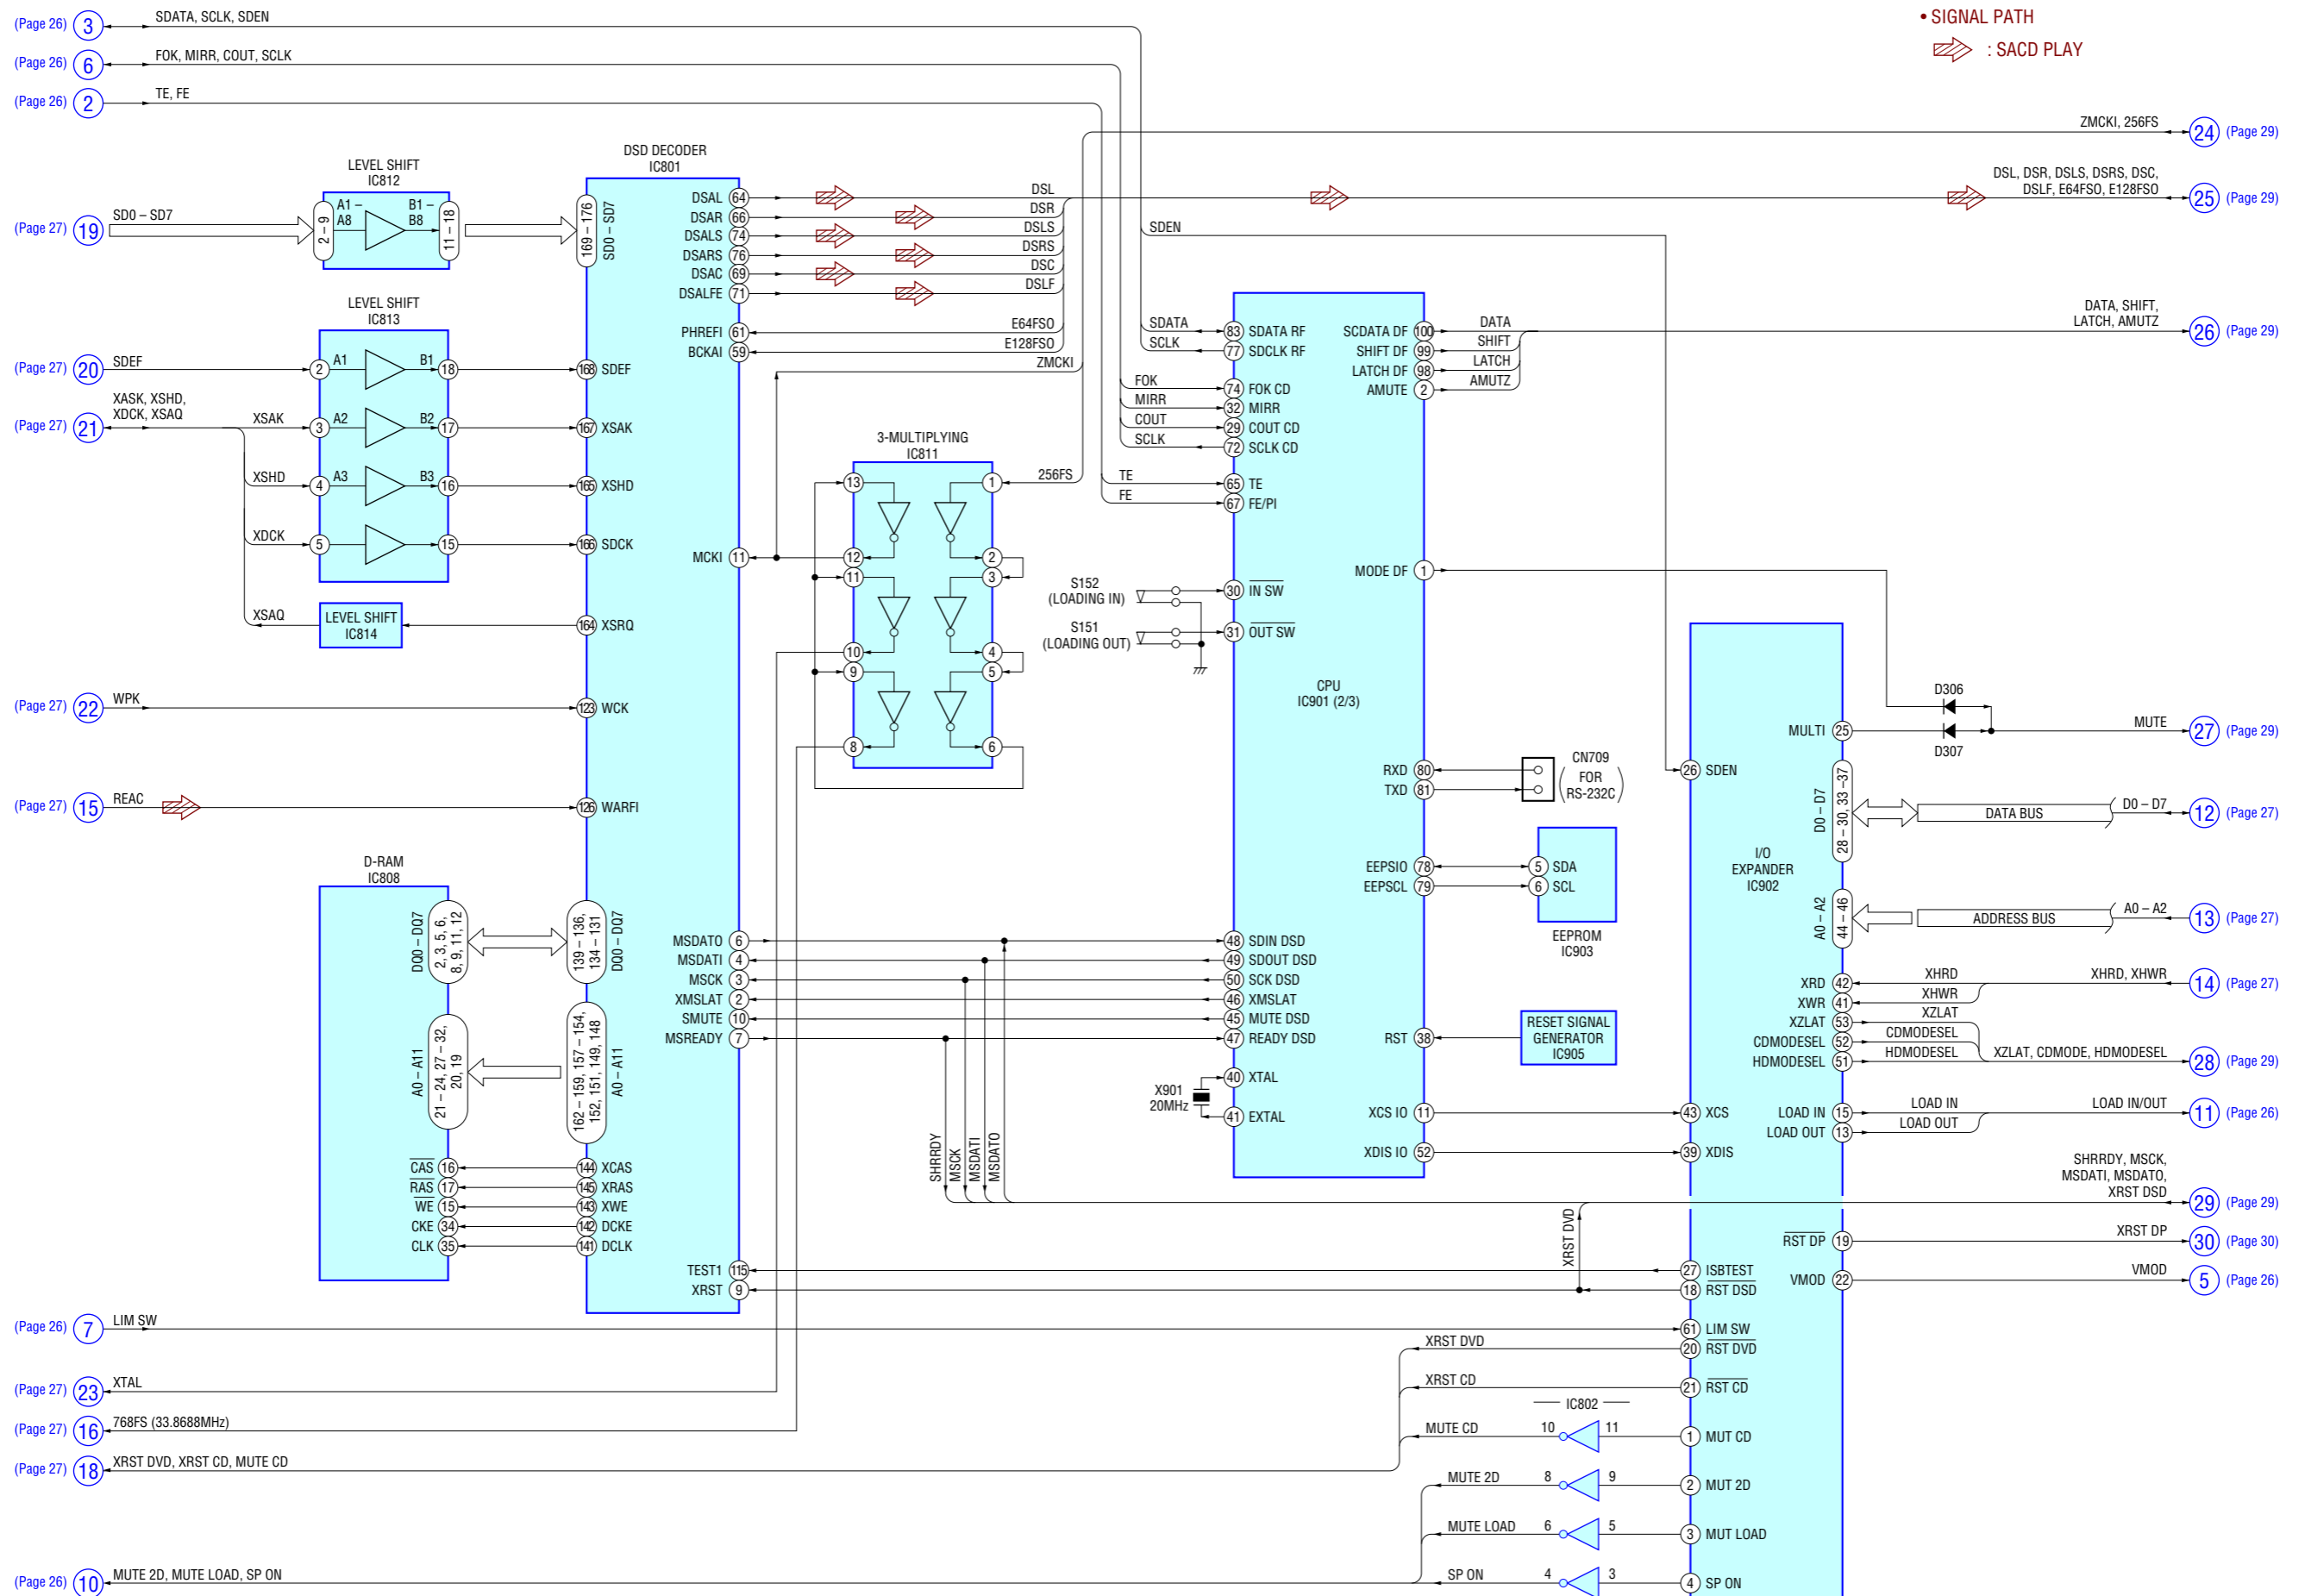 • SIGNAL PATH
: SACD PLAY
(Page 26) 3 SDATA, SCLK, SDEN
(Page 26) 6 FOK, MIRR, COUT, SCLK
(Page 26) 2 TE, FE
ZMCKI, 256FS 24 (Page 29)
DSL, DSR, DSLS, DSRS, DSC,
DSLF, E64FSO, E128FSO 25 (Page 29)
DATA, SHIFT,
LATCH, AMUTZ 26 (Page 29)
(Page 27) 19 SD0 – SD7
LEVEL SHIFT
IC812
2 – 9
A1 –
A8
B1 –
B8
11 – 18
(Page 27) 20 SDEF
(Page 27) 21 XASK, XSHD,
XDCK, XSAQ
XSAK
XSHD
XDCK
XSAQ
LEVEL SHIFT
IC813
2 A1 B1 18
3 A2 B2 17
4 A3 B3 16
5 15
LEVEL SHIFT
IC814
(Page 27) 22 WPK
(Page 27) 15 REAC
DSD DECODER
IC801
169 – 176
SD0 – SD7
168 SDEF
167 XSAK
165 XSHD
166 SDCK
164 XSRQ
123 WCK
126 WARFI
139 – 136,
134 – 131
DQ0 – DQ7
162 – 159, 157 – 154,
152, 151, 149, 148
A0 – A11
144 XCAS
145 XRAS
143 XWE
142 DCKE
141 DCLK
DSAL 64 DSL
DSAR 66 DSR
DSALS 74 DSLS
DSARS 76 DSRS
DSAC 69 DSC
DSALFE 71 DSLF
PHREFI 61 E64FSO
BCKAI 59 E128FSO
ZMCKI
MCKI 11
MSDATO 6
MSDATI 4
MSCK 3
XMSLAT 2
SMUTE 10
MSREADY 7
TEST1 115
XRST 9
D-RAM
IC808
DQ0 – DQ7
2, 3, 5, 6,
8, 9, 11, 12
A0 – A11
21 – 24, 27 – 32,
20, 19
CAS 16
RAS 17
WE 15
CKE 34
CLK 35
3-MULTIPLYING
IC811
13 1 256FS
12 2
11 3
10 4
9 5
8 6
SDEN
SDATA 83 SDATA RF
SCLK 77 SDCLK RF
FOK 74 FOK CD
MIRR 32 MIRR
COUT 29 COUT CD
SCLK 72 SCLK CD
TE 65 TE
FE 67 FE/PI
S152
(LOADING IN)
30 IN SW
S151
(LOADING OUT)
31 OUT SW
CPU
IC901 (2/3)
48 SDIN DSD
49 SDOUT DSD
50 SCK DSD
46 XMSLAT
45 MUTE DSD
47 READY DSD
X901
20MHz
40 XTAL
41 EXTAL
SCDATA DF 100 DATA
SHIFT DF 99 SHIFT
LATCH DF 98 LATCH
AMUTE 2 AMUTZ
MODE DF 1
RXD 80
TXD 81
CN709
FOR
RS-232C
EEPSIO 78 5 SDA
EEPSCL 79 6 SCL
EEPROM
IC903
RST 38
RESET SIGNAL
GENERATOR
IC905
XCS IO 11
XDIS IO 52
SHRRDY
MSCK
MSDATI
MSDATO
XRST DVD
I/O
EXPANDER
IC902
26 SDEN
43 XCS
39 XDIS
27 ISBTEST
18 RST DSD
61 LIM SW
20 RST DVD
21 RST CD
1 MUT CD
2 MUT 2D
3 MUT LOAD
4 SP ON
D306
MULTI 25
D307
MUTE 27 (Page 29)
D0 – D7
28 – 30, 33 –37
DATA BUS
D0 – D7 12 (Page 27)
A0 – A2
44 – 46
ADDRESS BUS
A0 – A2 13 (Page 27)
XRD 42 XHRD
XWR 41 XHWR
XHRD, XHWR 14 (Page 27)
XZLAT 53 XZLAT
CDMODESEL 52 CDMODESEL
HDMODESEL 51 HDMODESEL
XZLAT, CDMODE, HDMODESEL 28 (Page 29)
LOAD IN 15 LOAD IN
LOAD OUT 13 LOAD OUT
LOAD IN/OUT 11 (Page 26)
SHRRDY, MSCK,
MSDATI, MSDATO,
XRST DSD 29 (Page 29)
RST DP 19 XRST DP 30 (Page 30)
VMOD 22 VMOD 5 (Page 26)
(Page 26) 7 LIM SW
XRST DVD
XRST CD
IC802
MUTE CD 10 11
MUTE 2D 8 9
MUTE LOAD 6 5
SP ON 4 3
(Page 27) 23 XTAL
(Page 27) 16 768FS (33.8688MHz)
(Page 27) 18 XRST DVD, XRST CD, MUTE CD
(Page 26) 10 MUTE 2D, MUTE LOAD, SP ON